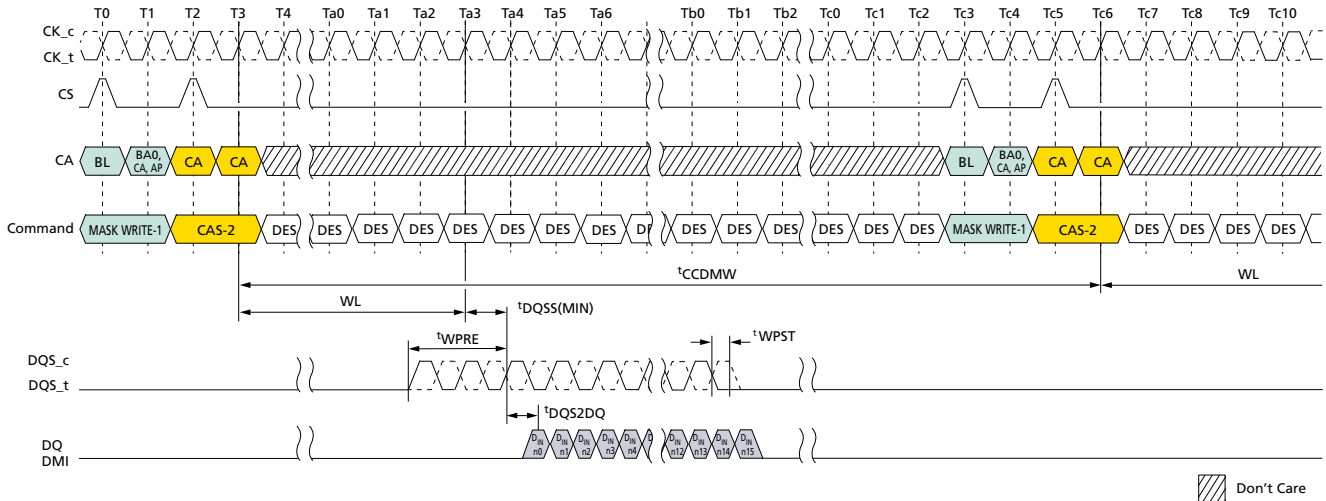 T0 T1 T2 T3 T4 Ta0 Ta1 Ta2 Ta3 Ta4 Ta5 Ta6 Tb0 Tb1 Tb2 Tc0 Tc1 Tc2 Tc3 Tc4 Tc5 Tc6 Tc7 Tc8 Tc9 Tc10
CK_c
CK_t
CS
CA BL BA0, CA, AP CA CA BL BA0, CA, AP CA CA
Command MASK WRITE-1 CAS-2 DES DES DES DES DES DES DES DES DES DES DES DES DES DES MASK WRITE-1 CAS-2 DES DES DES DES
tCCDMW WL
WL tDQSS(MIN)
tWPRE tWPST
DQS_c
DQS_t
tDQS2DQ
DQ
DMI
DIN n0 DIN n1 DIN n2 DIN n3 DIN n4 DIN n12 DIN n13 DIN n14 DIN n15
Don't Care